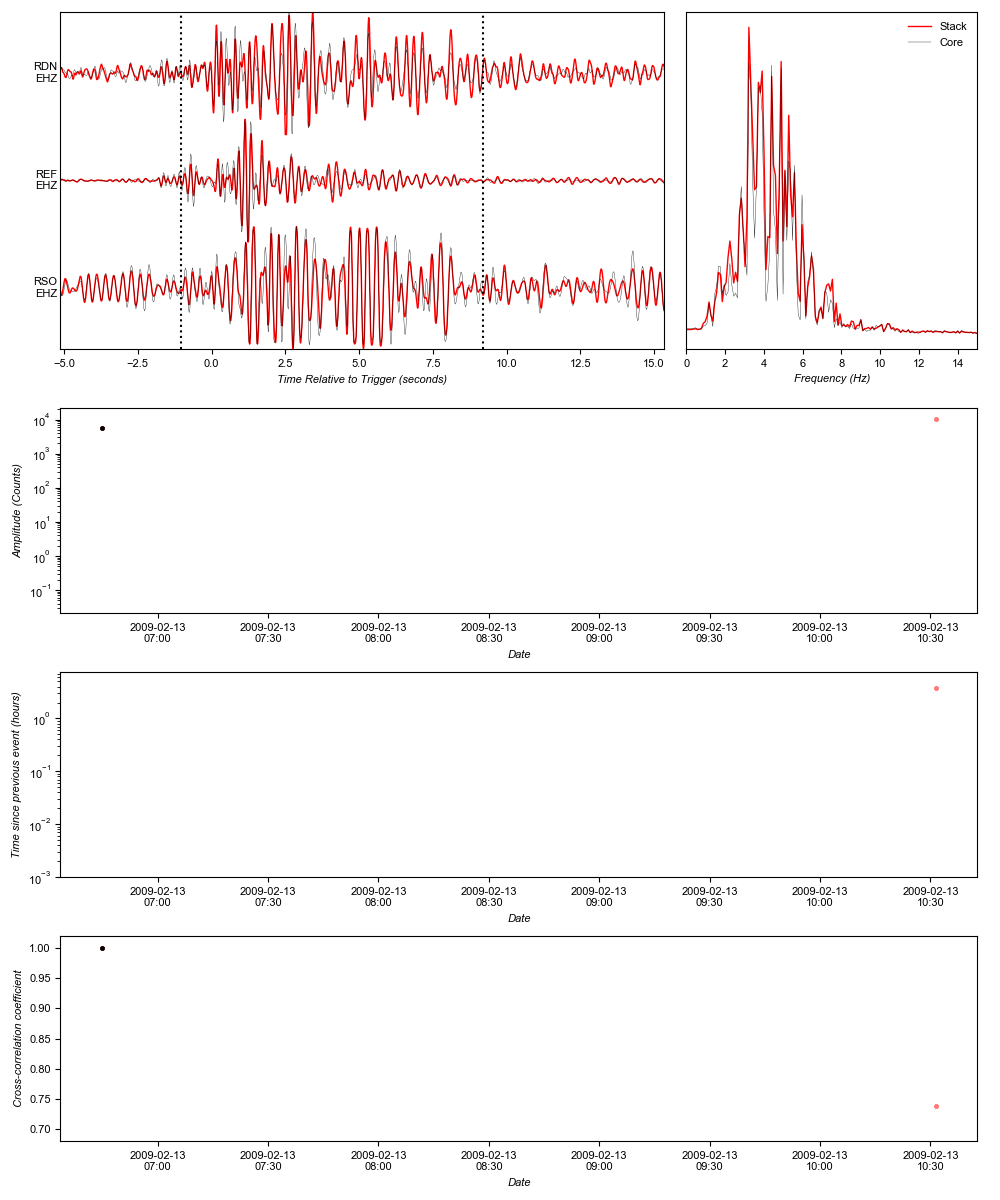 RDN
EHZ
REF
EHZ
RSO
EHZ
−5.0 −2.5 0.0 2.5 5.0 7.5 10.0 12.5 15.0
Time Relative to Trigger (seconds)
Stack
Core
0 2 4 6 8 10 12 14
Frequency (Hz)
10⁴
10³
10²
10¹
10⁰
10⁻¹
Amplitude (Counts)
2009-02-13 2009-02-13 2009-02-13 2009-02-13 2009-02-13 2009-02-13 2009-02-13 2009-02-13
07:00 07:30 08:00 08:30 09:00 09:30 10:00 10:30
Date
10⁰
10⁻¹
10⁻²
10⁻³
Time since previous event (hours)
2009-02-13 2009-02-13 2009-02-13 2009-02-13 2009-02-13 2009-02-13 2009-02-13 2009-02-13
07:00 07:30 08:00 08:30 09:00 09:30 10:00 10:30
Date
1.00
0.95
0.90
0.85
0.80
0.75
0.70
Cross-correlation coefficient
2009-02-13 2009-02-13 2009-02-13 2009-02-13 2009-02-13 2009-02-13 2009-02-13 2009-02-13
07:00 07:30 08:00 08:30 09:00 09:30 10:00 10:30
Date